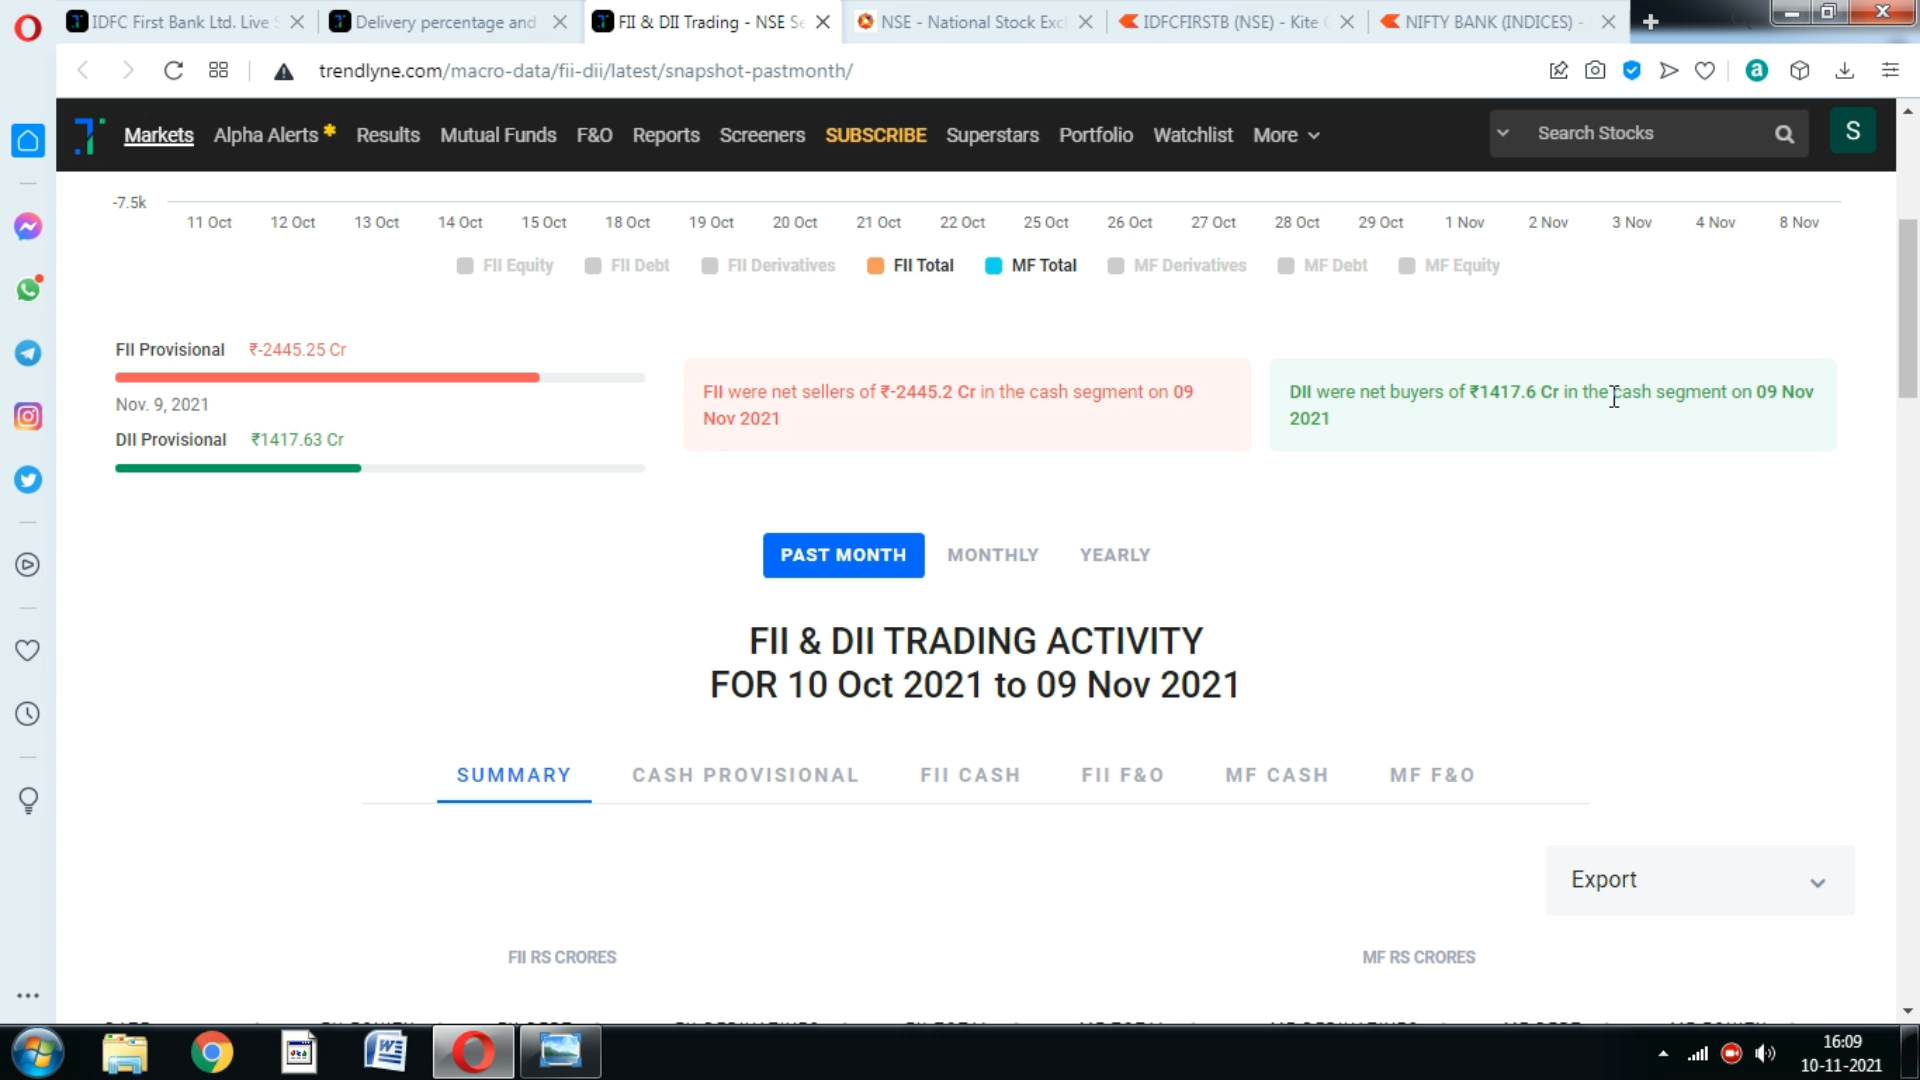 IDFC First Bank Ltd. Live S
Delivery percentage and
FII & DII Trading - NSE Se
NSE - National Stock Exc
IDFCFIRSTB (NSE) - Kite C
NIFTY BANK (INDICES) -
trendlyne.com/macro-data/fii-dii/latest/snapshot-pastmonth/
Markets Alpha Alerts Results Mutual Funds F&O Reports Screeners SUBSCRIBE Superstars Portfolio Watchlist More Search Stocks S
-7.5k
11 Oct 12 Oct 13 Oct 14 Oct 15 Oct 18 Oct 19 Oct 20 Oct 21 Oct 22 Oct 25 Oct 26 Oct 27 Oct 28 Oct 29 Oct 1 Nov 2 Nov 3 Nov 4 Nov 8 Nov
FII Equity FII Debt FII Derivatives FII Total MF Total MF Derivatives MF Debt MF Equity
FII Provisional ₹-2445.25 Cr
Nov. 9, 2021
DII Provisional ₹1417.63 Cr
FII were net sellers of ₹-2445.2 Cr in the cash segment on 09
Nov 2021
DII were net buyers of ₹1417.6 Cr in the cash segment on 09 Nov
2021
PAST MONTH MONTHLY YEARLY
FII & DII TRADING ACTIVITY
FOR 10 Oct 2021 to 09 Nov 2021
SUMMARY CASH PROVISIONAL FII CASH FII F&O MF CASH MF F&O
Export
FII RS CRORES MF RS CRORES
16:09
10-11-2021